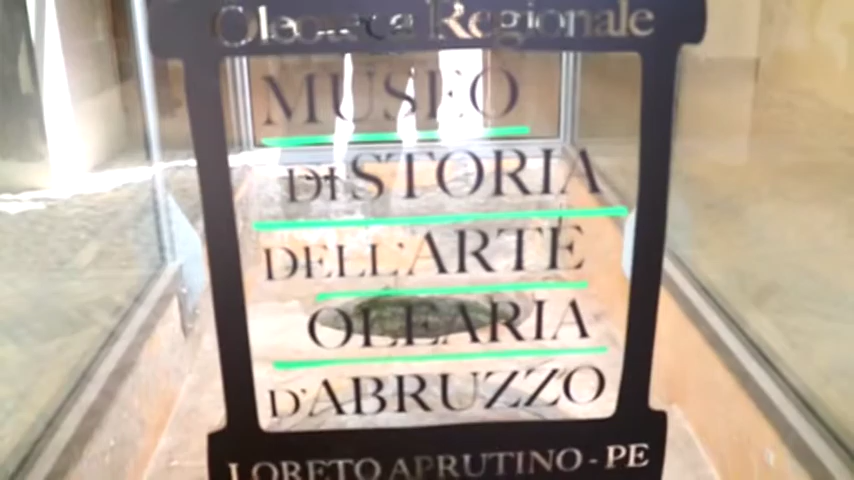 Oleoteca Regionale
MUSEO
DI STORIA
DELL'ARTE
OLEARIA
D'ABRUZZO
LORETO APRUTINO - PE